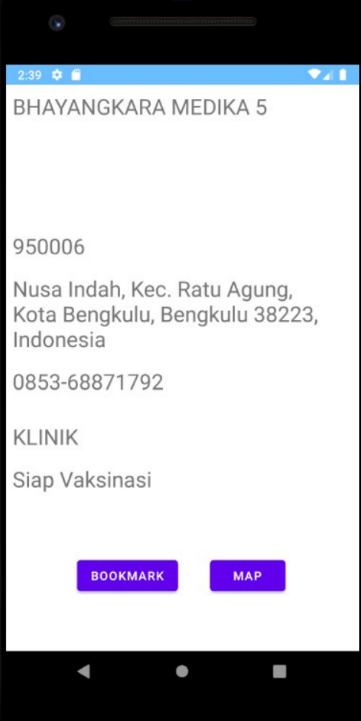 2:39
BHAYANGKARA MEDIKA 5
950006
Nusa Indah, Kec. Ratu Agung,
Kota Bengkulu, Bengkulu 38223,
Indonesia
0853-68871792
KLINIK
Siap Vaksinasi
BOOKMARK MAP